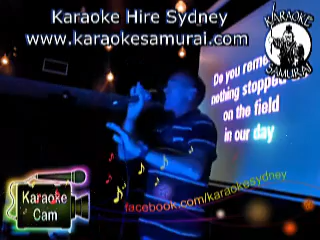 Karaoke Hire Sydney
www.karaokesamurai.com
KARAOKE
SAMURAI
Do you reme
nothing stopped
on the field
in our day
Karaoke
Cam
facebook.com/karaokeSydney